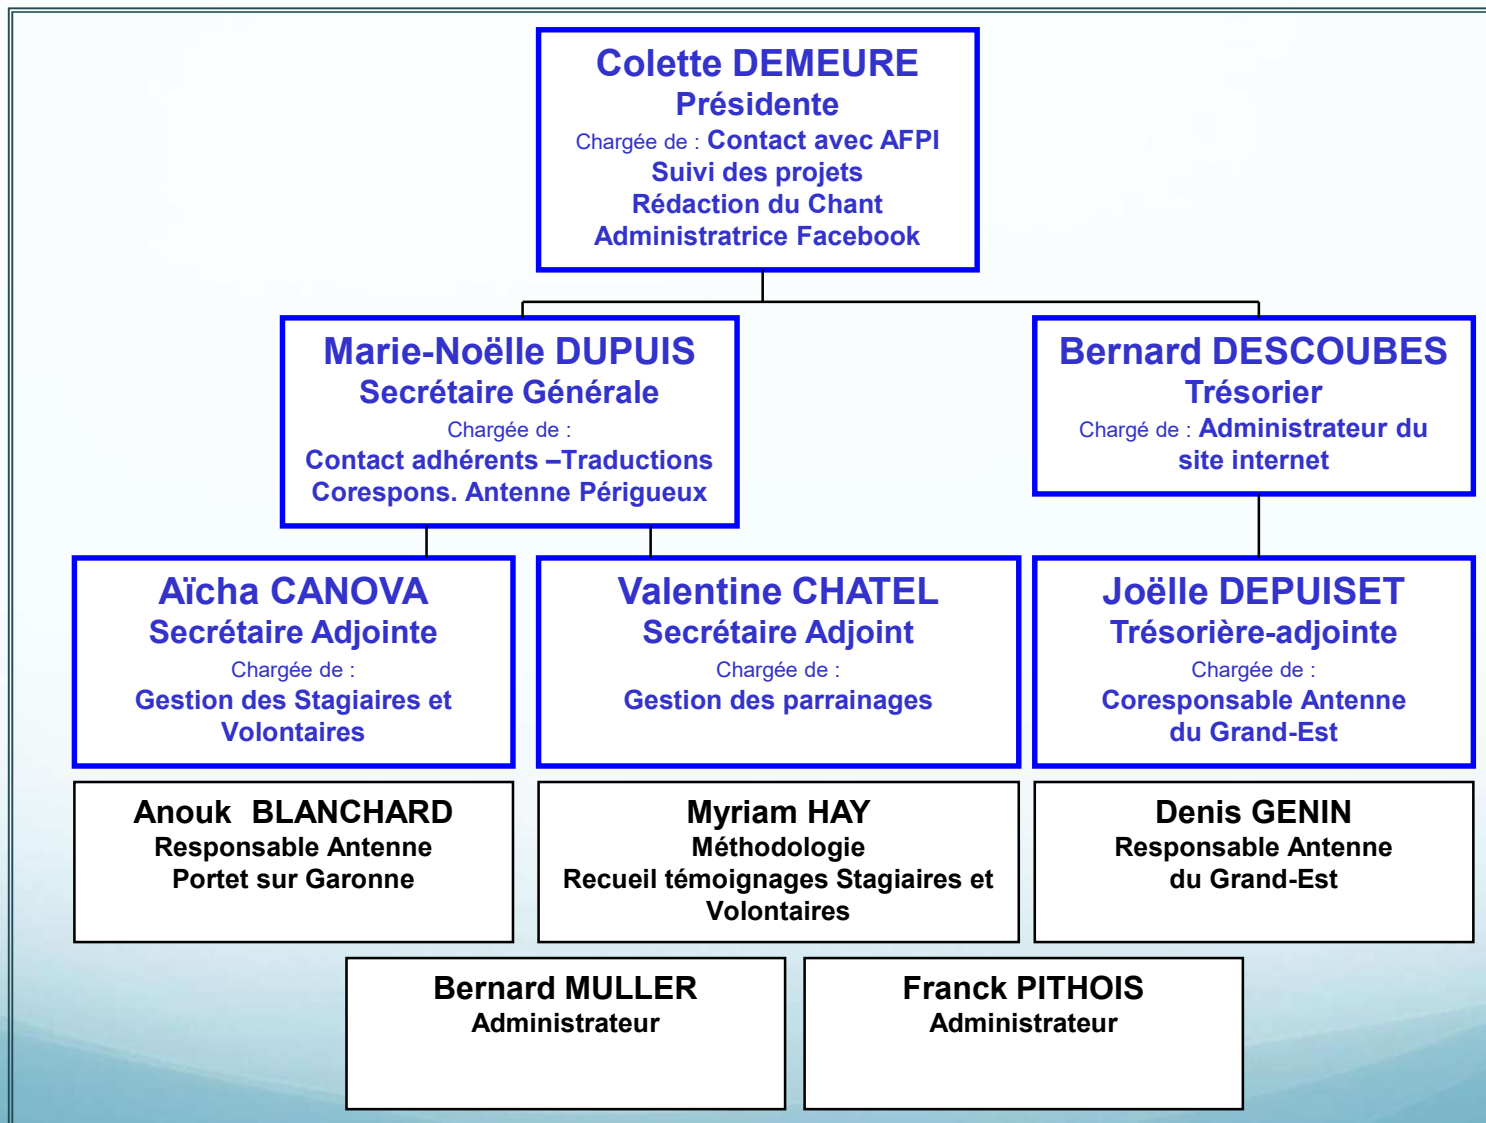 Colette DEMEURE
Présidente
Chargée de : Contact avec AFPI
Suivi des projets
Rédaction du Chant
Administratrice Facebook
Marie-Noëlle DUPUIS
Secrétaire Générale
Chargée de :
Contact adhérents –Traductions
Corespons. Antenne Périgueux
Bernard DESCOUBES
Trésorier
Chargé de : Administrateur du
site internet
Aïcha CANOVA
Secrétaire Adjointe
Chargée de :
Gestion des Stagiaires et
Volontaires
Valentine CHATEL
Secrétaire Adjoint
Chargée de :
Gestion des parrainages
Joëlle DEPUISET
Trésorière-adjointe
Chargée de :
Coresponsable Antenne
du Grand-Est
Anouk BLANCHARD
Responsable Antenne
Portet sur Garonne
Myriam HAY
Méthodologie
Recueil témoignages Stagiaires et
Volontaires
Denis GENIN
Responsable Antenne
du Grand-Est
Bernard MULLER
Administrateur
Franck PITHOIS
Administrateur